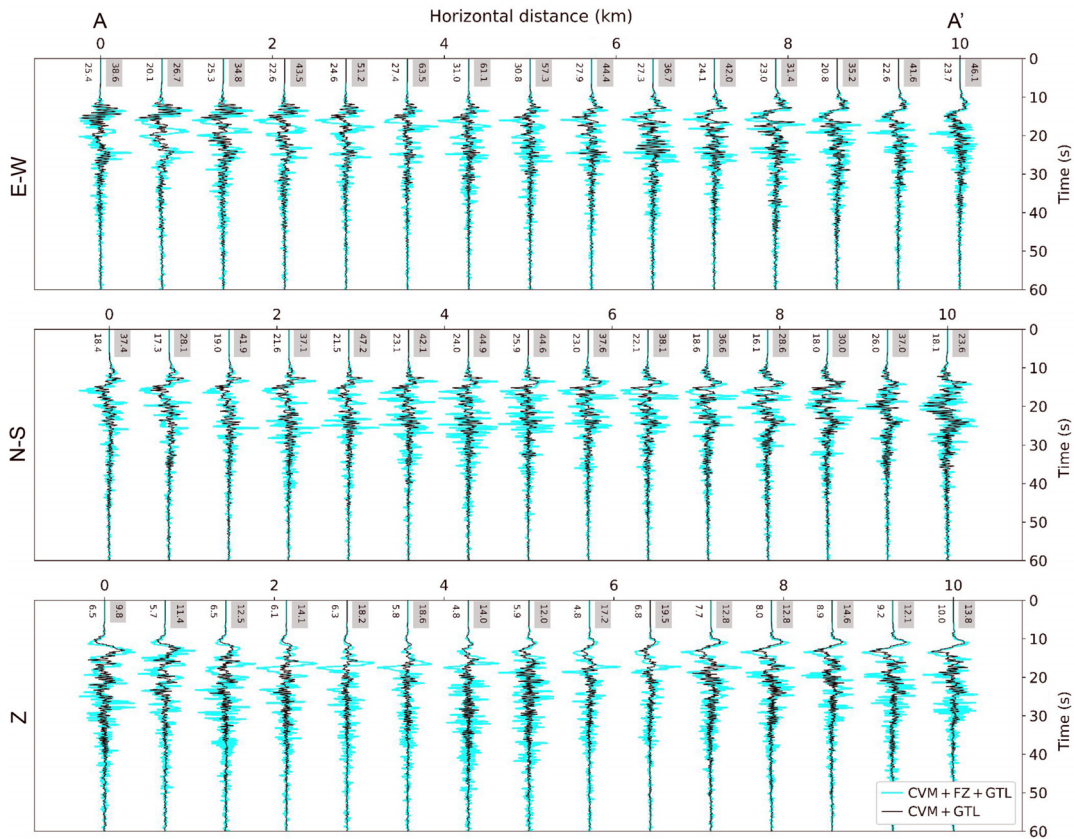 A Horizontal distance (km) A'
0 2 4 6 8 10
25.4 38.6 20.1 26.7 25.3 34.8 22.6 43.5 24.6 51.2 27.4 63.5 31.0 61.1 30.8 57.3 27.9 44.4 27.3 36.7 24.1 42.0 23.0 31.4 20.8 35.2 22.6 41.6 23.7 46.1
E-W
0
10
20
30
40
50
60
Time (s)
0 2 4 6 8 10
18.4 37.4 17.3 28.1 19.0 41.9 21.6 37.1 21.5 47.2 23.1 42.1 24.0 44.9 25.9 44.6 23.0 37.6 22.1 38.1 18.6 36.6 16.1 28.6 18.0 30.0 26.0 37.0 18.1 23.6
N-S
0
10
20
30
40
50
60
Time (s)
0 2 4 6 8 10
6.5 9.8 5.7 11.4 6.5 12.5 6.1 14.1 6.3 18.2 5.8 18.6 4.8 14.0 5.9 12.0 4.8 17.2 6.8 19.5 7.7 12.8 8.0 12.8 8.9 14.6 9.2 12.1 10.0 13.8
Z
0
10
20
30
40
50
60
Time (s)
CVM + FZ + GTL
CVM + GTL